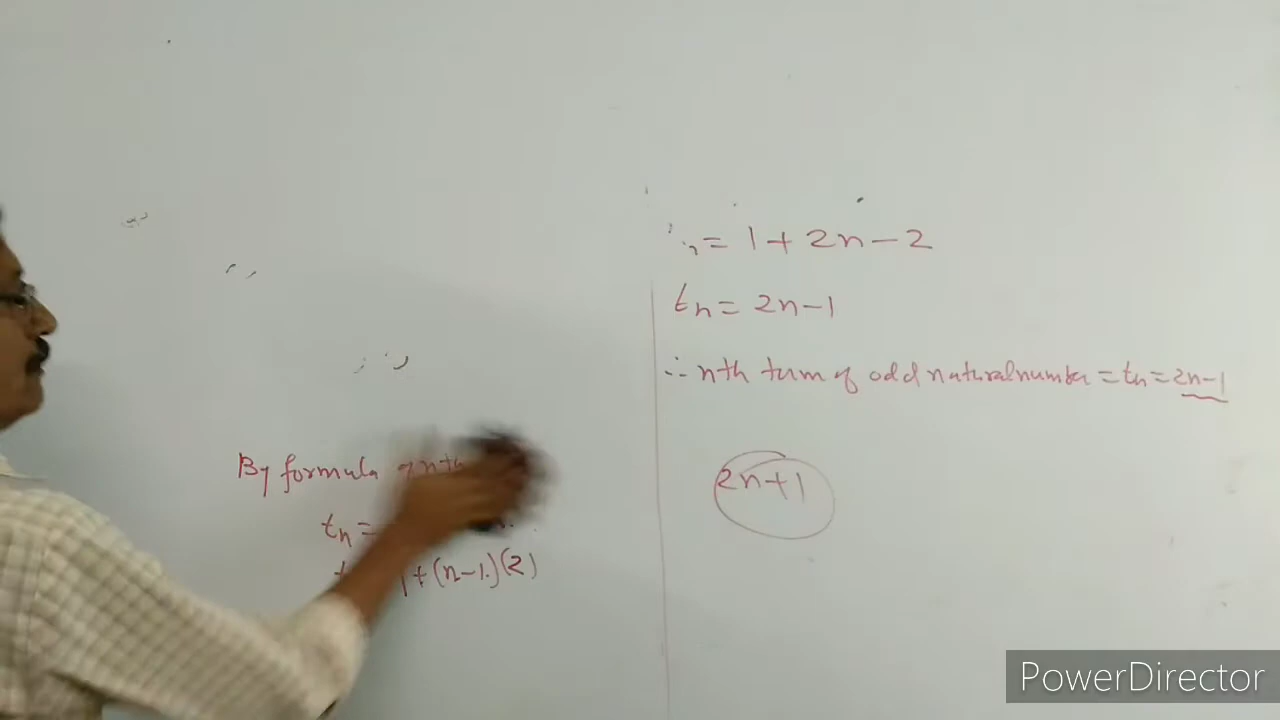 By formula
tn =
1+(n-1.)(2)
n = 1+2n-2
tn = 2n-1
∴ nth term of odd natural number = tn = 2n-1
2n+1
PowerDirector